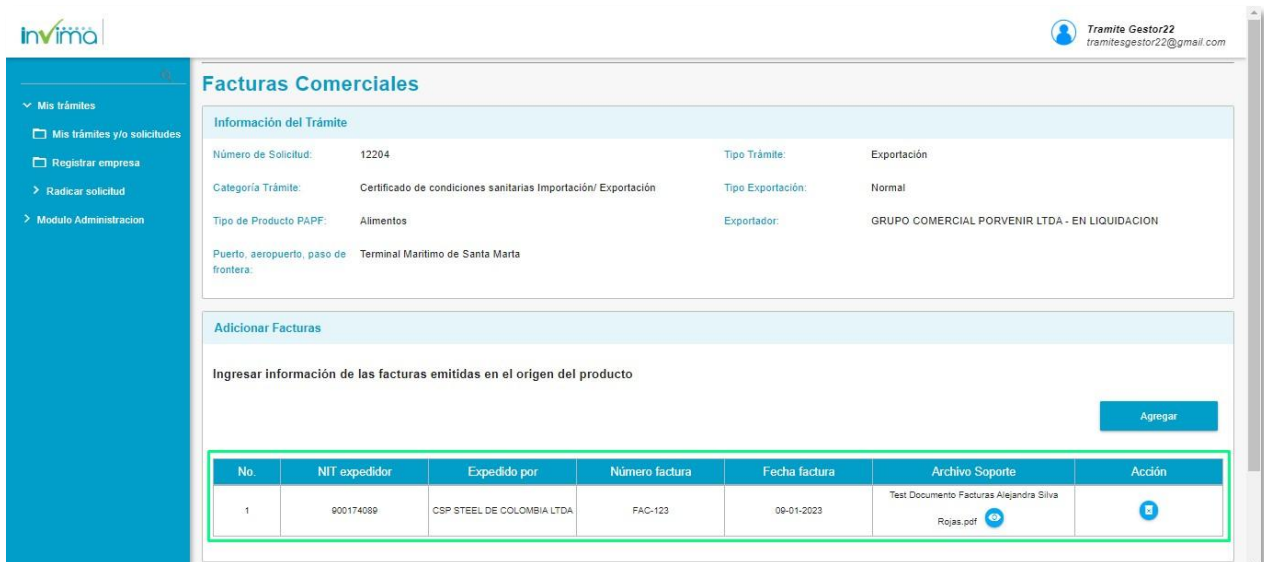 invima
Tramite Gestor22
tramitesgestor22@gmail.com
Mis trámites
Mis trámites y/o solicitudes
Registrar empresa
Radicar solicitud
Modulo Administracion
Facturas Comerciales
Información del Trámite
Número de Solicitud: 12204 Tipo Trámite: Exportación
Categoría Trámite: Certificado de condiciones sanitarias Importación/ Exportación Tipo Exportación: Normal
Tipo de Producto PAPF: Alimentos Exportador: GRUPO COMERCIAL PORVENIR LTDA - EN LIQUIDACION
Puerto, aeropuerto, paso de Terminal Marítimo de Santa Marta
frontera:
Adicionar Facturas
Ingresar información de las facturas emitidas en el origen del producto
Agregar
No. NIT expedidor Expedido por Número factura Fecha factura Archivo Soporte Acción
1 900174089 CSP STEEL DE COLOMBIA LTDA FAC-123 09-01-2023 Test Documento Facturas Alejandra Silva
Rojas.pdf